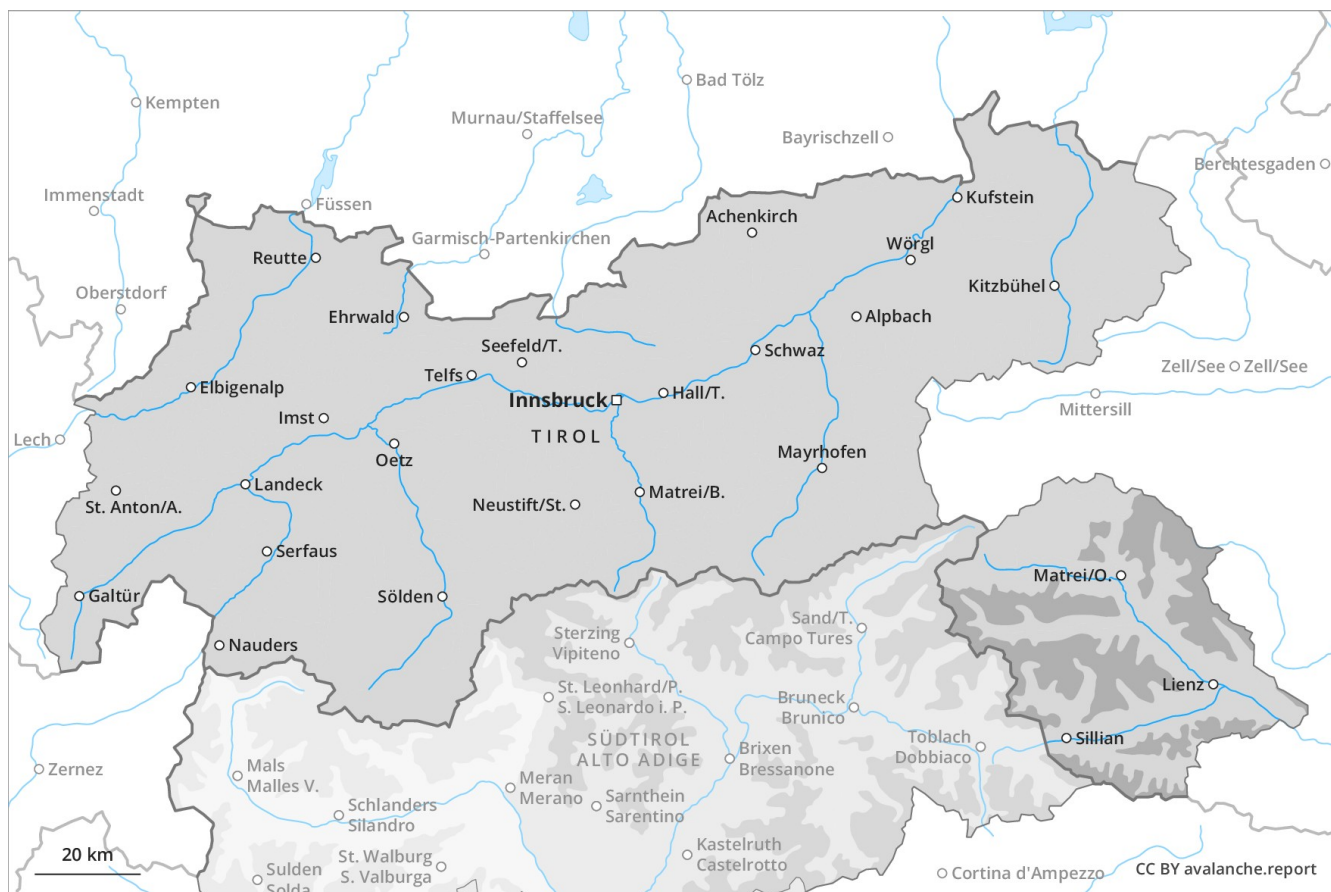 Kempten
Bad Tölz
Murnau/Staffelsee
Bayrischzell
Berchtesgaden
Immenstadt
Füssen
Kufstein
Achenkirch
Garmisch-Partenkirchen
Wörgl
Reutte
Kitzbühel
Oberstdorf
Ehrwald
Alpbach
Seefeld/T.
Schwaz
Zell/See
Zell/See
Telfs
Elbigenalp
Hall/T.
Innsbruck
Mittersill
Imst
TIROL
Lech
Oetz
Mayrhofen
Landeck
Matrei/B.
St. Anton/A.
Neustift/St.
Serfaus
Matrei/O.
Galtür
Sölden
Sand/T.
Campo Tures
Sterzing
Vipiteno
Nauders
Lienz
St. Leonhard/P.
S. Leonardo i. P.
Bruneck
Brunico
SÜDTIROL
ALTO ADIGE
Toblach
Dobbiaco
Sillian
Brixen
Bressanone
Zernez
Mals
Malles V.
Meran
Merano
Sarnthein
Sarentino
Schlanders
Silandro
Kastelruth
Castelrotto
20 km
St. Walburg
S. Valburga
Sulden
Solda
Cortina d'Ampezzo
CC BY avalanche.report